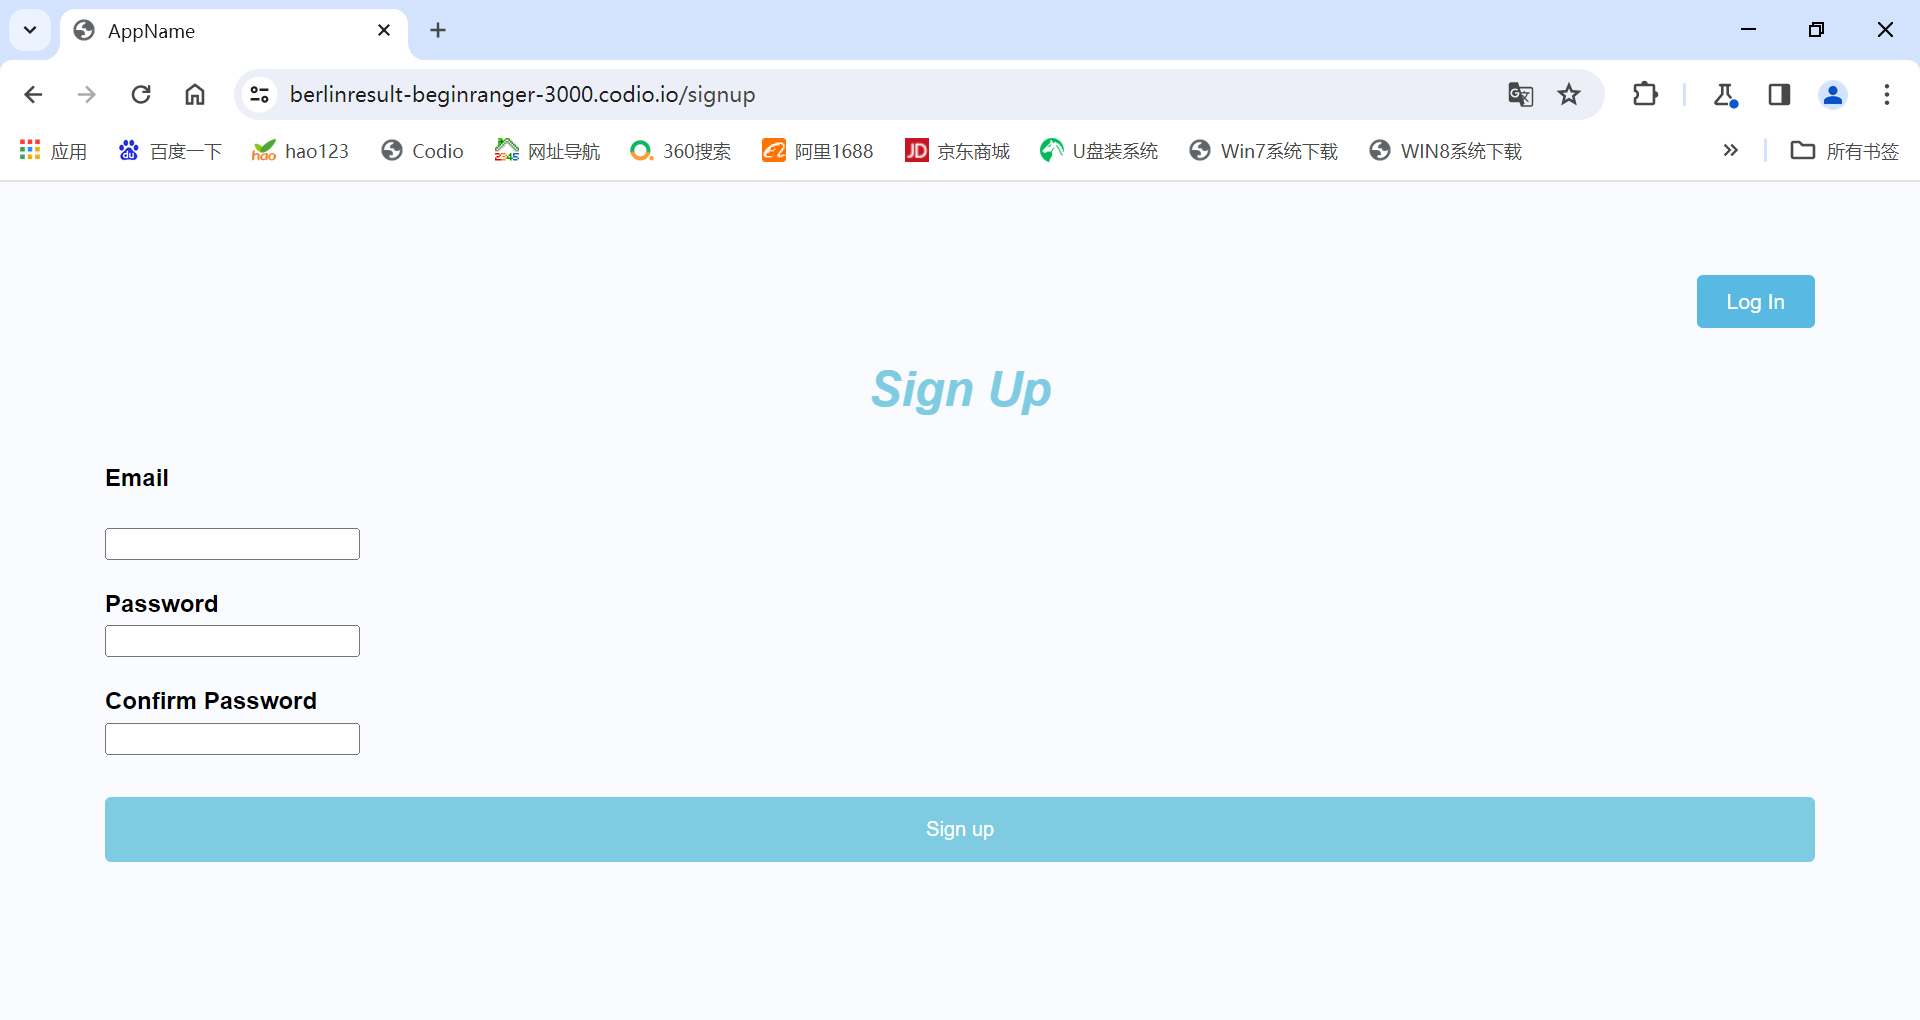 AppName
berlinresult-beginranger-3000.codio.io/signup
应用 百度一下 hao123 Codio 网址导航 360搜索 阿里1688 JD 京东商城 U盘装系统 Win7系统下载 WIN8系统下载 所有书签
Log In
Sign Up
Email
Password
Confirm Password
Sign up